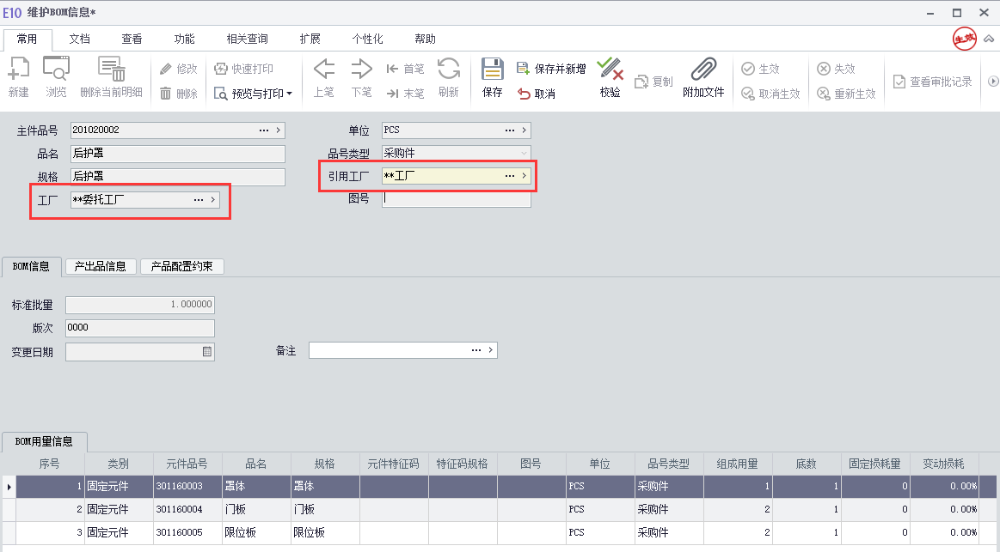 E10 维护BOM信息*
常用 文档 查看 功能 相关查询 扩展 个性化 帮助 生效
新建 浏览 删除当前明细 修改 删除 快速打印 预览与打印 上笔 下笔 首笔 末笔 刷新 保存 保存并新增 取消 校验 复制 附加文件 生效 取消生效 失效 重新生效 查看审批记录
主件品号 201020002 ··· 单位 PCS ···
品名 后护罩 品号类型 采购件
规格 后护罩 引用工厂 **工厂 ···
工厂 **委托工厂 ··· 图号
BOM信息 产出品信息 产品配置约束
标准批量 1.000000
版次 0000
变更日期 备注 ···
BOM用量信息
序号 类别 元件品号 品名 规格 元件特征码 特征码规格 图号 单位 品号类型 组成用量 底数 固定损耗量 变动损耗
1 固定元件 301160003 罩体 罩体 PCS 采购件 1 1 0 0.00%
2 固定元件 301160004 门板 门板 PCS 采购件 2 1 0 0.00%
3 固定元件 301160005 限位板 限位板 PCS 采购件 2 1 0 0.00%